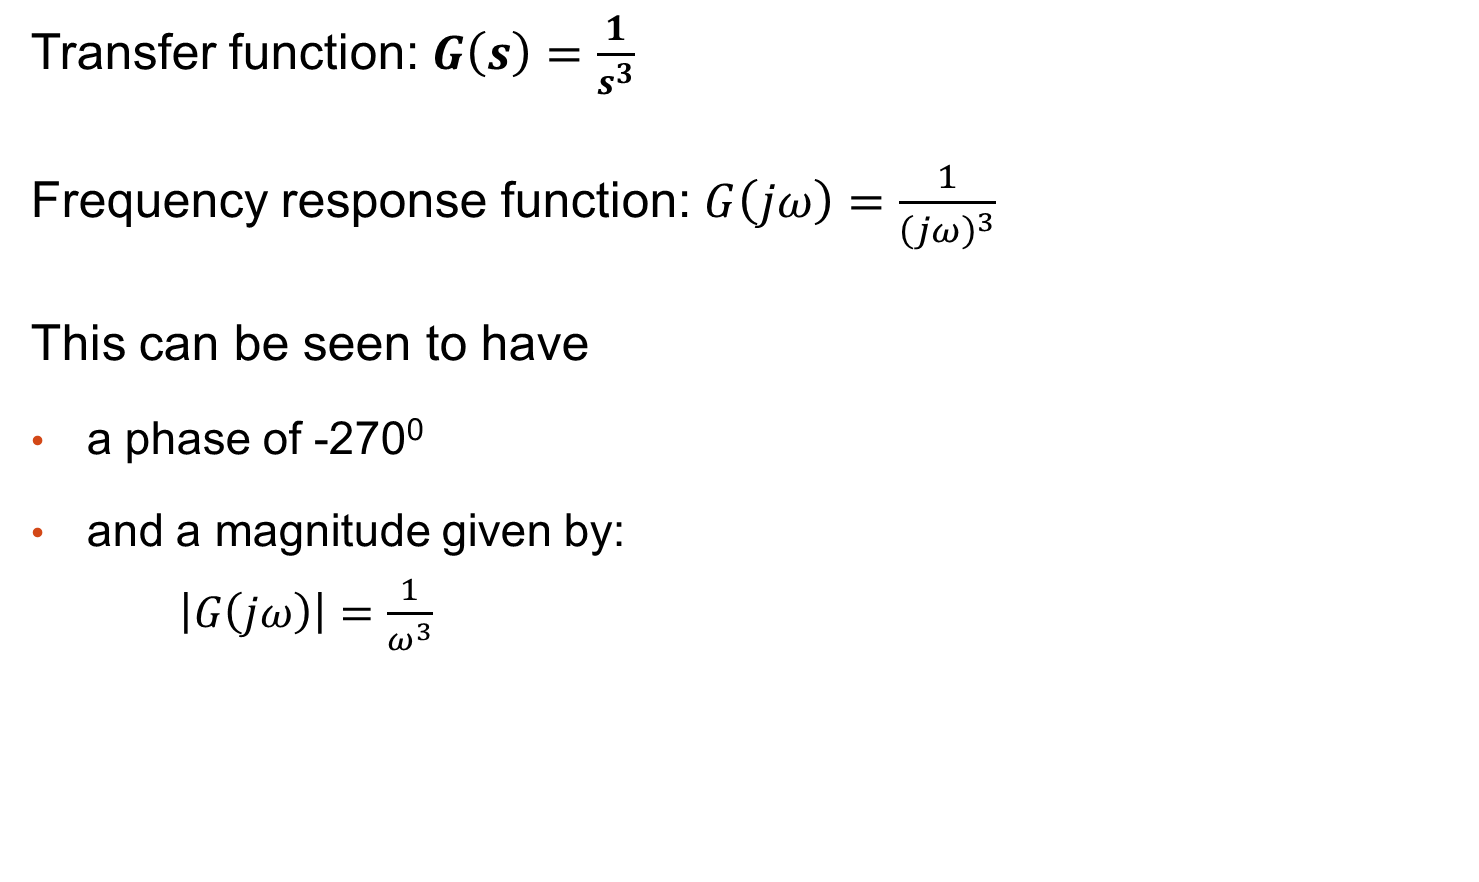 Transfer function: G(s) = 1/s³
Frequency response function: G(jω) = 1/(jω)³
This can be seen to have
• a phase of -270⁰
• and a magnitude given by:
|G(jω)| = 1/ω³